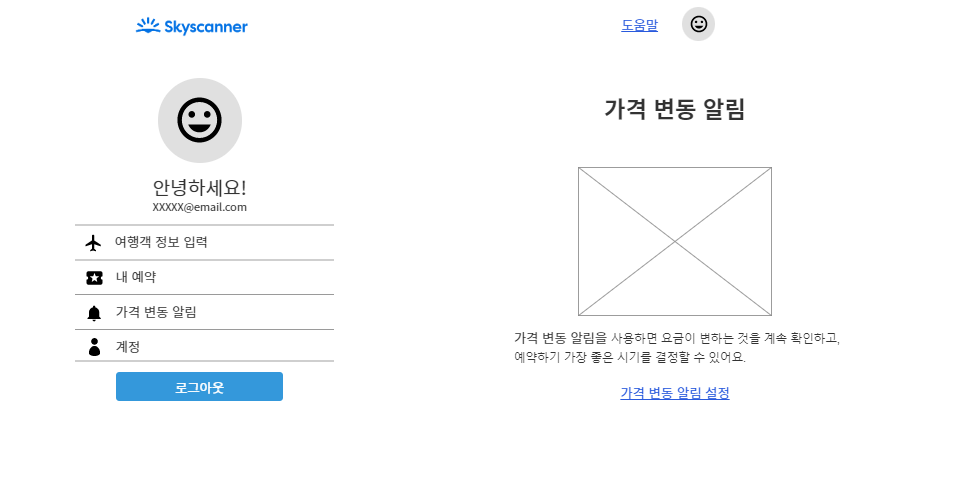 Skyscanner
안녕하세요!
XXXXX@email.com
여행객 정보 입력
내 예약
가격 변동 알림
계정
로그아웃
도움말
가격 변동 알림
가격 변동 알림을 사용하면 요금이 변하는 것을 계속 확인하고,
예약하기 가장 좋은 시기를 결정할 수 있어요.
가격 변동 알림 설정